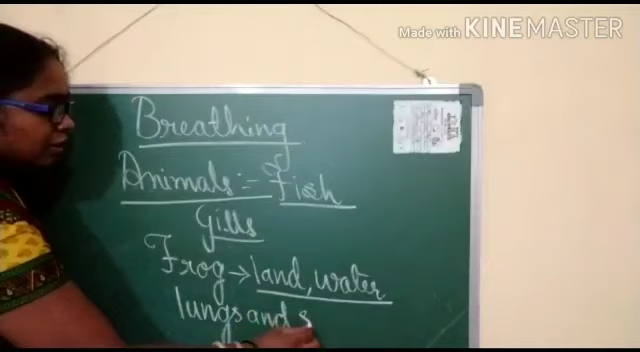 Made with KINEMASTER
Breathing
Animals:- Fish
Gills
Frog → land, water
lungs and s